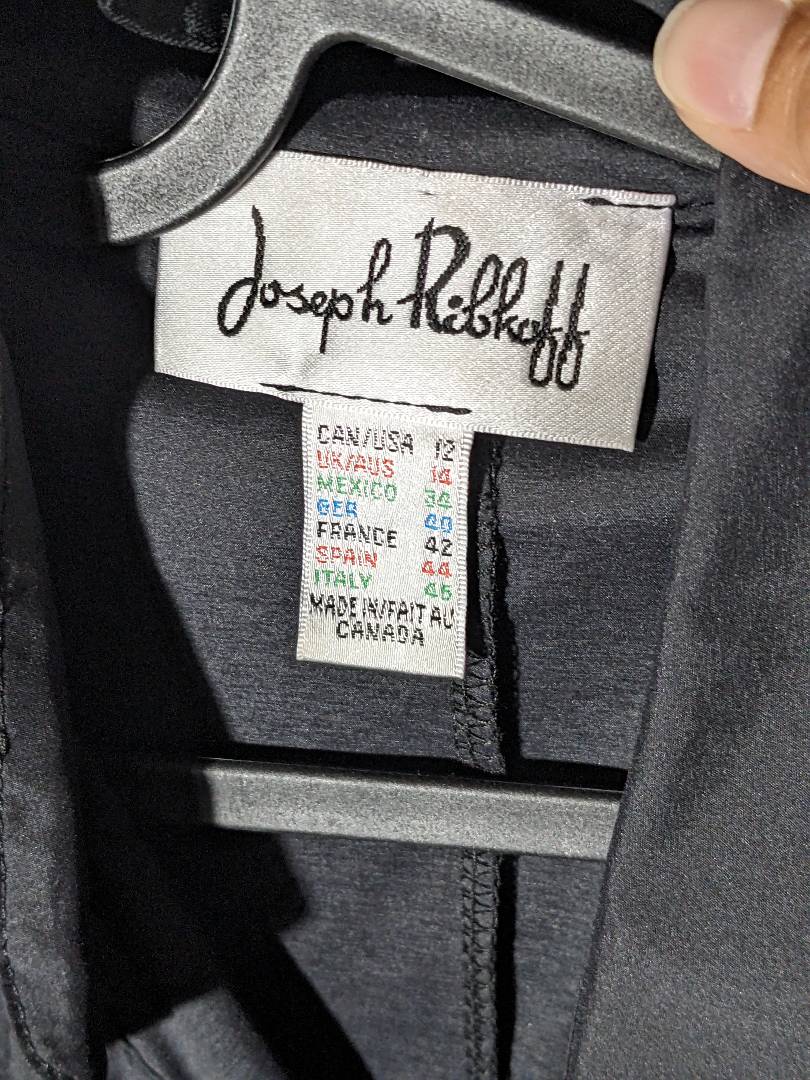 Joseph Ribkoff
CAN/USA 12
UK/AUS 14
MEXICO 34
GER 40
FRANCE 42
SPAIN 44
ITALY 46
MADE IN/FAIT AU
CANADA